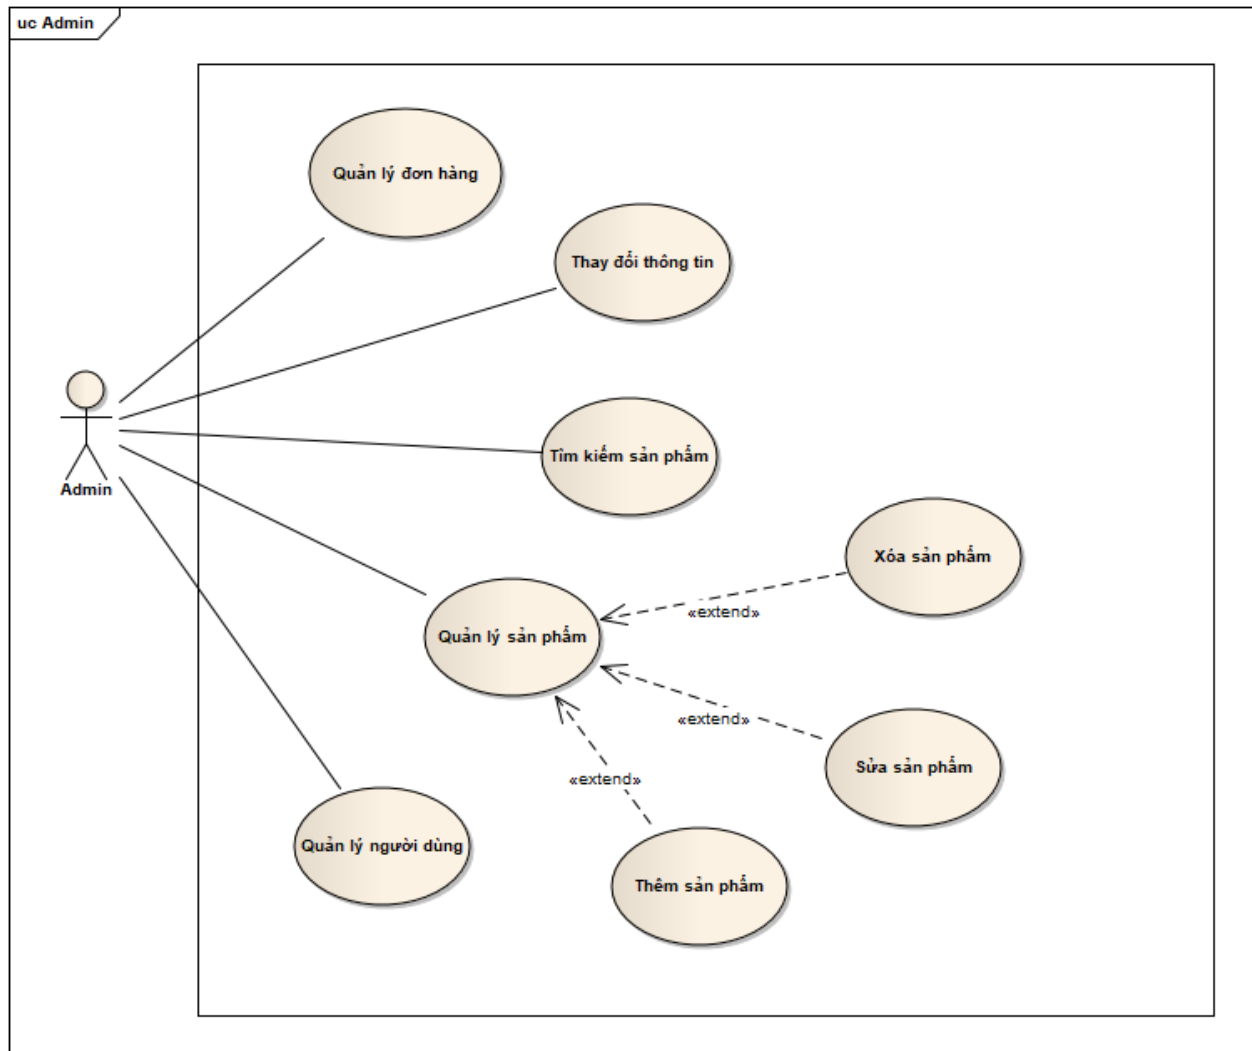 uc Admin
Quản lý đơn hàng
Thay đổi thông tin
Admin
Tìm kiếm sản phẩm
Xóa sản phẩm
«extend»
Quản lý sản phẩm
«extend»
Sửa sản phẩm
«extend»
Quản lý người dùng
Thêm sản phẩm